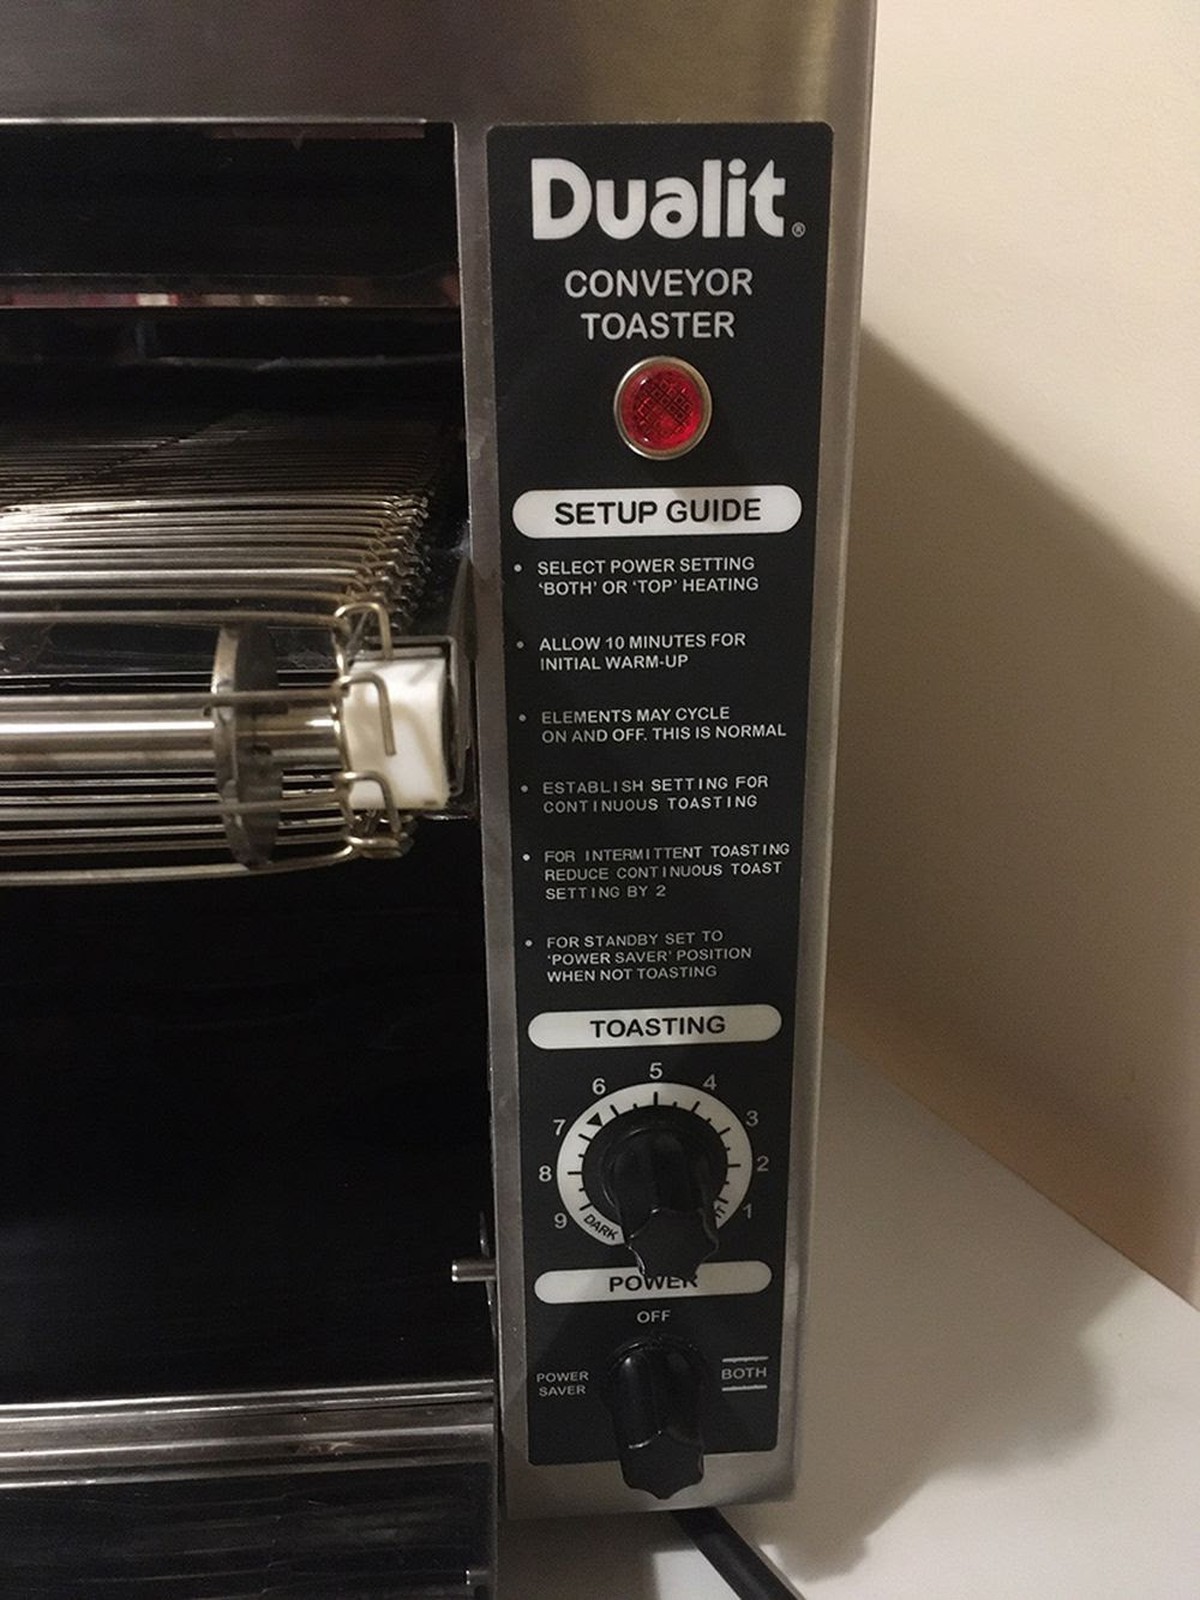 Dualit®
CONVEYOR
TOASTER
SETUP GUIDE
• SELECT POWER SETTING
'BOTH' OR 'TOP' HEATING
• ALLOW 10 MINUTES FOR
INITIAL WARM-UP
• ELEMENTS MAY CYCLE
ON AND OFF. THIS IS NORMAL
• ESTABLISH SETTING FOR
CONTINUOUS TOASTING
• FOR INTERMITTENT TOASTING
REDUCE CONTINUOUS TOAST
SETTING BY 2
• FOR STANDBY SET TO
'POWER SAVER' POSITION
WHEN NOT TOASTING
TOASTING
1 2 3 4 5 6 7 8 9
DARK
POWER
OFF
POWER
SAVER
BOTH